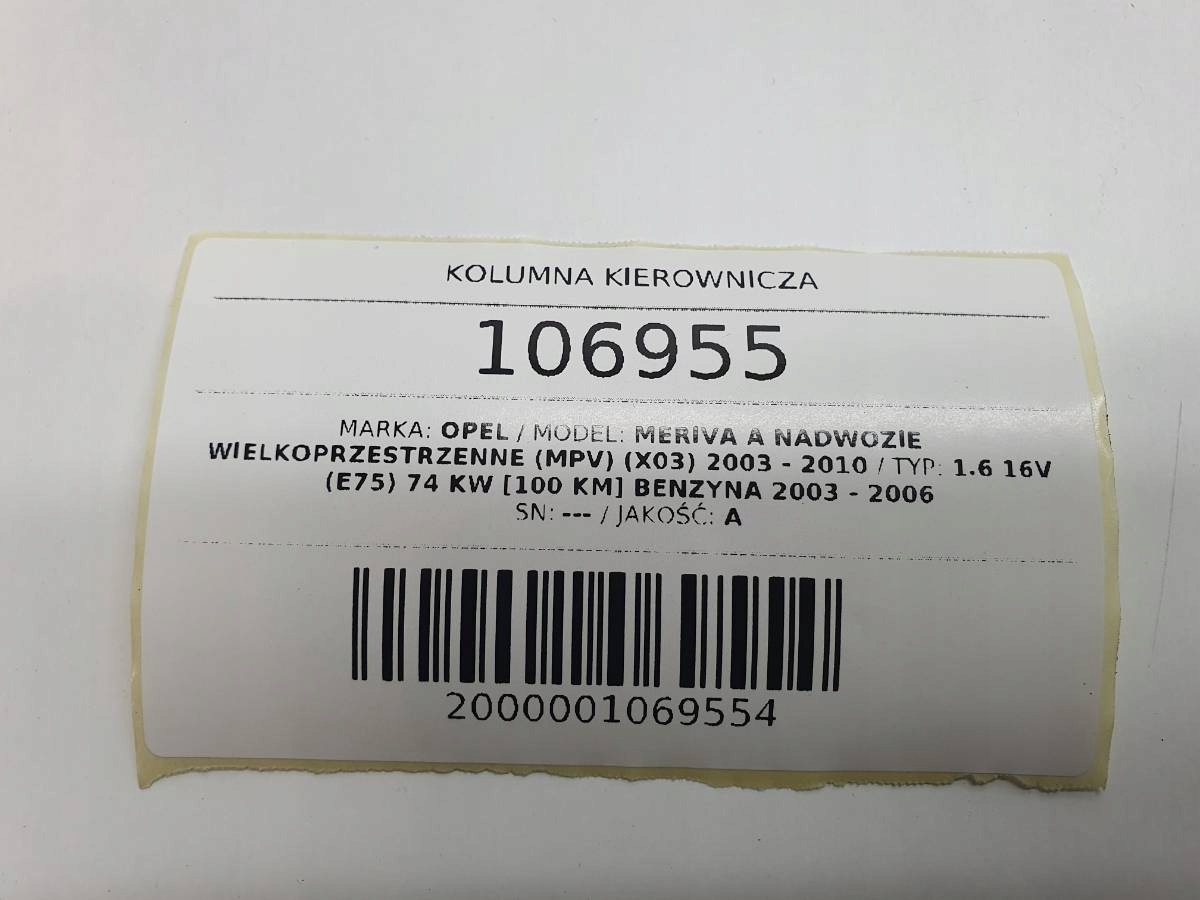 KOLUMNA KIEROWNICZA
106955
MARKA: OPEL / MODEL: MERIVA A NADWOZIE
WIELKOPRZESTRZENNE (MPV) (X03) 2003 - 2010 / TYP: 1.6 16V
(E75) 74 KW [100 KM] BENZYNA 2003 - 2006
SN: --- / JAKOŚĆ: A
2000001069554